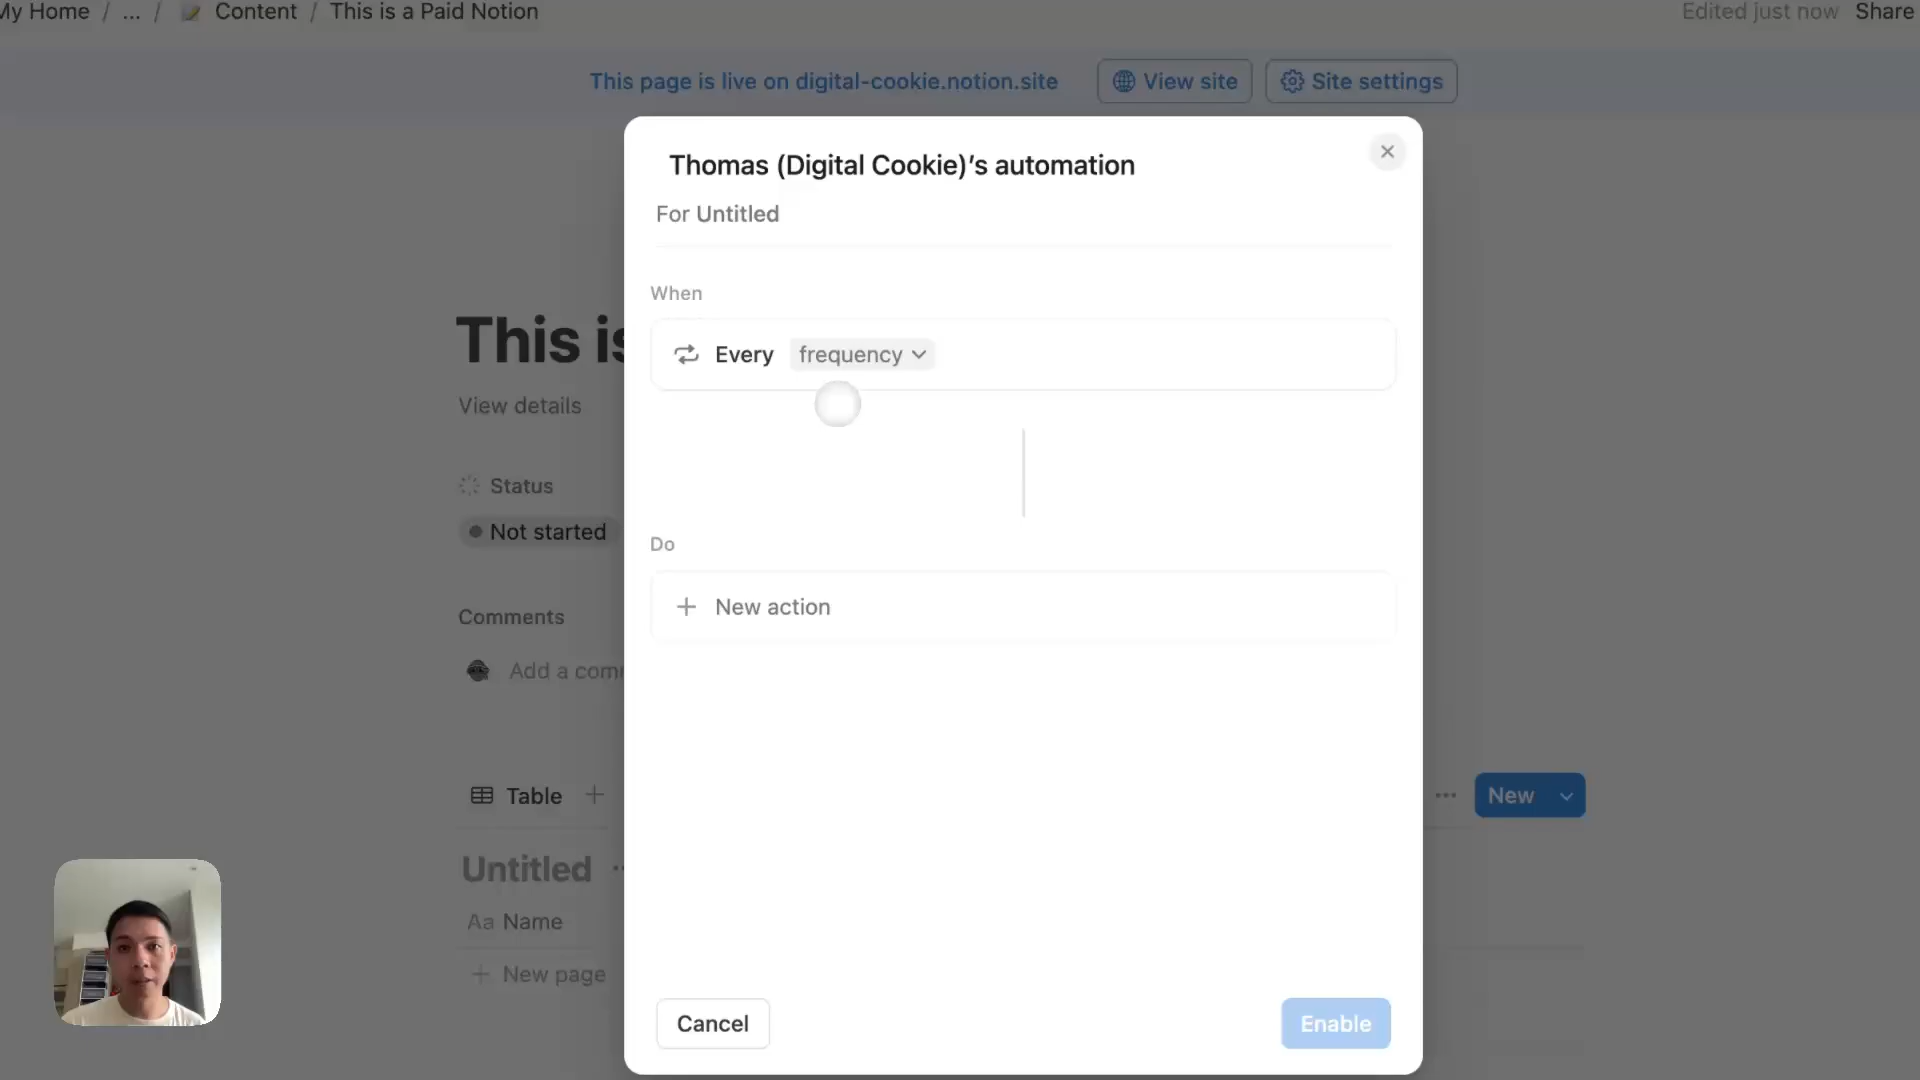 My Home / ... / Content / This is a Paid Notion
Edited just now Share
This page is live on digital-cookie.notion.site
View site
Site settings
Thomas (Digital Cookie)’s automation
For Untitled
When
Every frequency
This is
View details
Status
Not started
Do
New action
Comments
Add a com
Table
New
Untitled
Aa Name
New page
Cancel
Enable